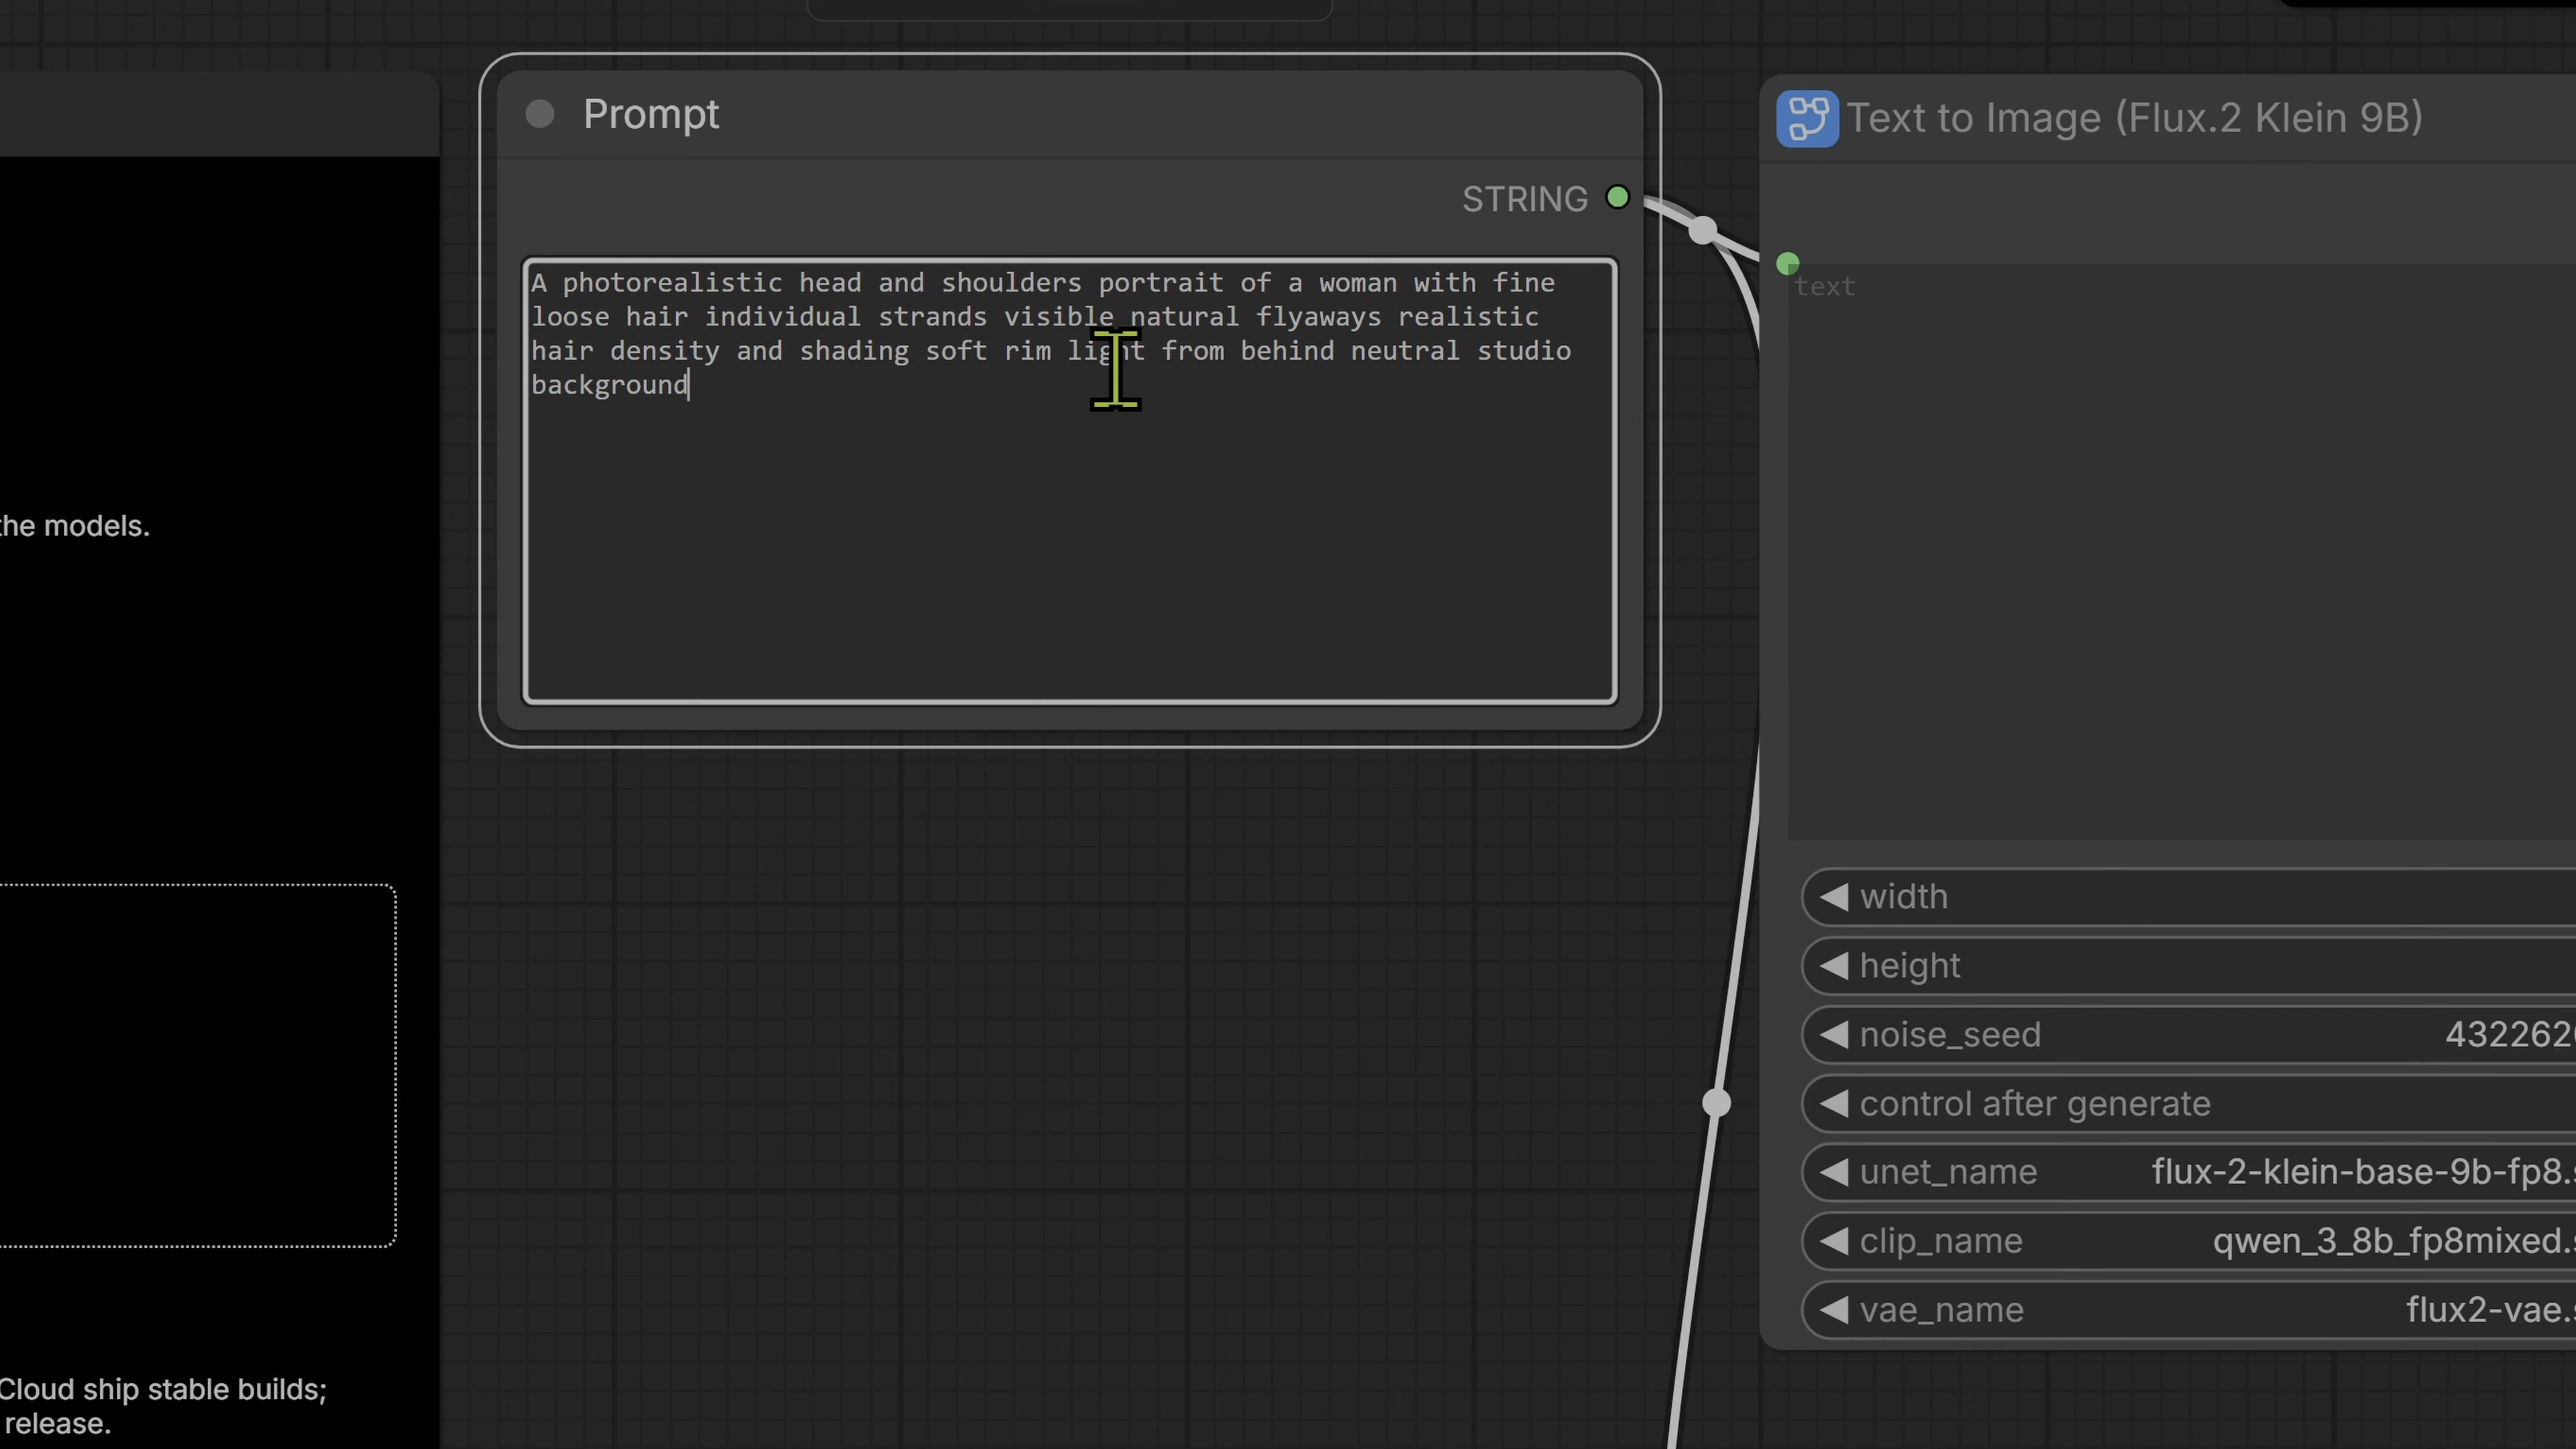 the models.
Cloud ship stable builds;
release.
Prompt
STRING
A photorealistic head and shoulders portrait of a woman with fine
loose hair individual strands visible natural flyaways realistic
hair density and shading soft rim light from behind neutral studio
background
Text to Image (Flux.2 Klein 9B)
text
width
height
noise_seed 432262
control after generate
unet_name flux-2-klein-base-9b-fp8.s
clip_name qwen_3_8b_fp8mixed.s
vae_name flux2-vae.s